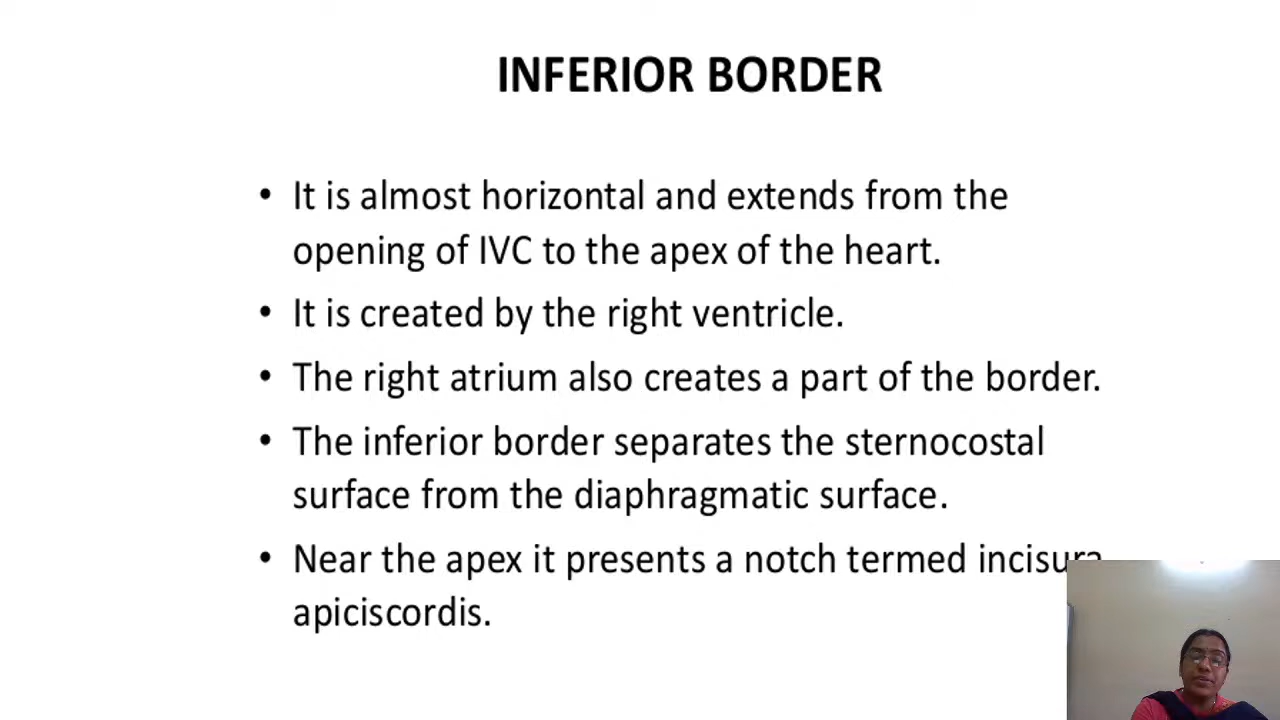 INFERIOR BORDER
• It is almost horizontal and extends from the
opening of IVC to the apex of the heart.
• It is created by the right ventricle.
• The right atrium also creates a part of the border.
• The inferior border separates the sternocostal
surface from the diaphragmatic surface.
• Near the apex it presents a notch termed incisura
apiciscordis.